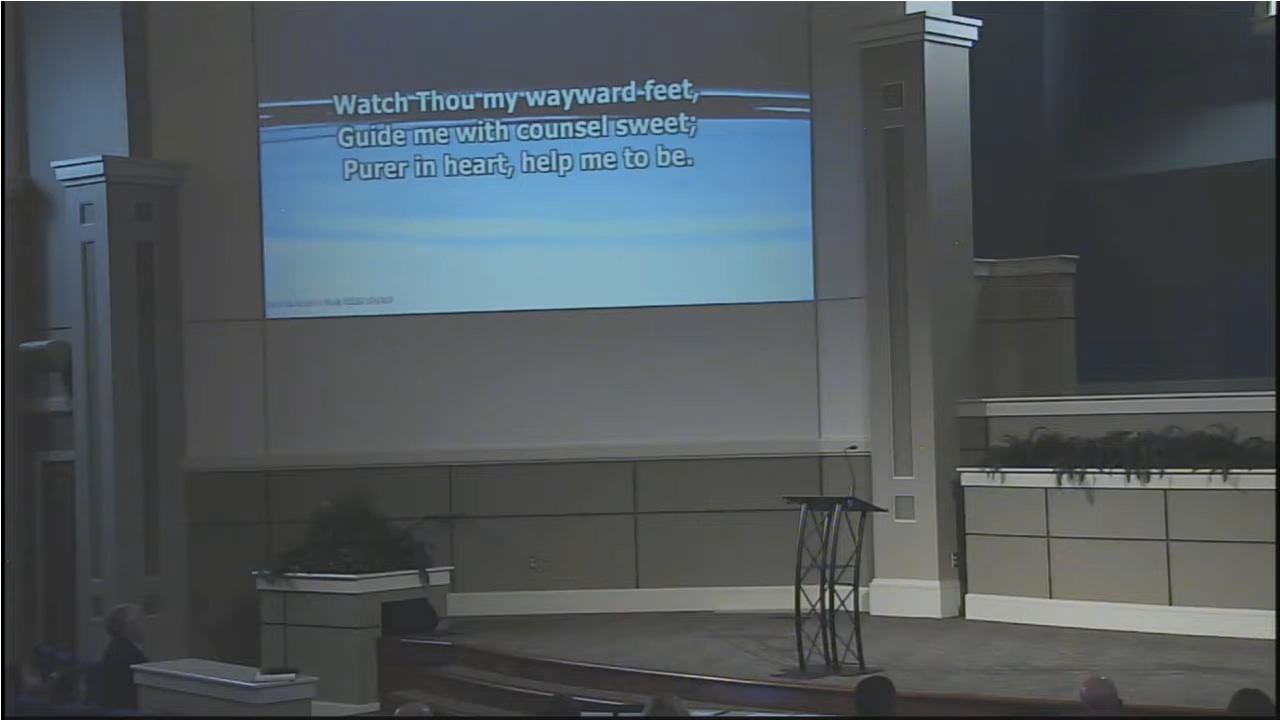 Watch Thou my wayward feet,
Guide me with counsel sweet;
Purer in heart, help me to be.